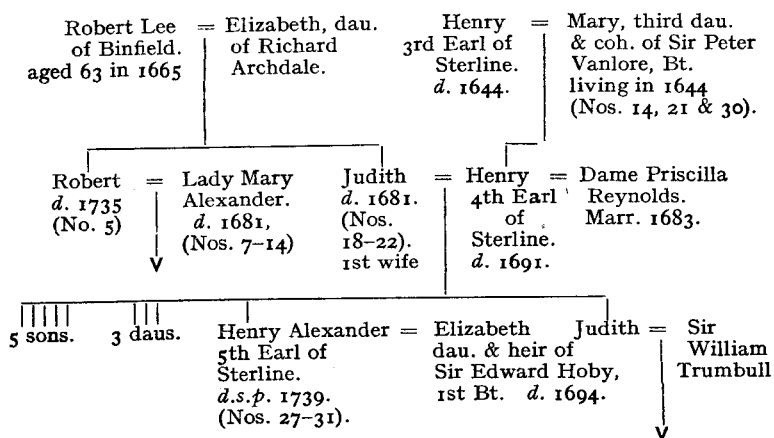 Robert Lee
of Binfield.
aged 63 in 1665
=
Elizabeth, dau.
of Richard
Archdale.
Henry
3rd Earl of
Sterline.
d. 1644.
=
Mary, third dau.
& coh. of Sir Peter
Vanlore, Bt.
living in 1644
(Nos. 14, 21 & 30).
Robert
d. 1735
(No. 5)
=
Lady Mary
Alexander.
d. 1681,
(Nos. 7–14)
Judith
d. 1681.
(Nos.
18–22).
1st wife
=
Henry
4th Earl
of
Sterline.
d. 1691.
=
Dame Priscilla
Reynolds.
Marr. 1683.
5 sons.
3 daus.
Henry Alexander
5th Earl of
Sterline.
d.s.p. 1739.
(Nos. 27–31).
=
Elizabeth
dau. & heir of
Sir Edward Hoby,
1st Bt. d. 1694.
Judith
=
Sir
William
Trumbull